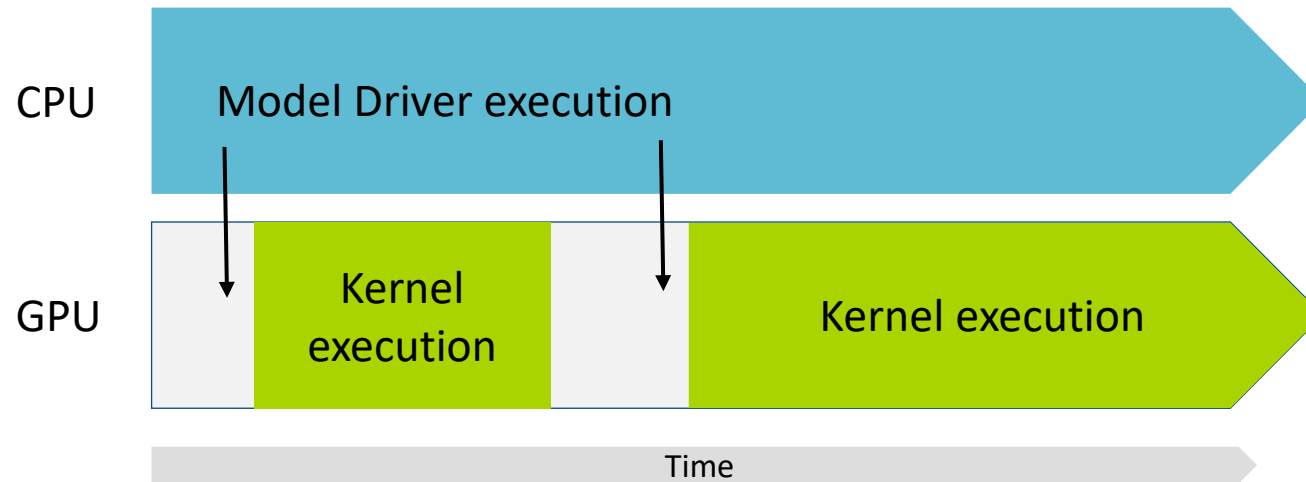 CPU
Model Driver execution
GPU
Kernel
execution
Kernel execution
Time